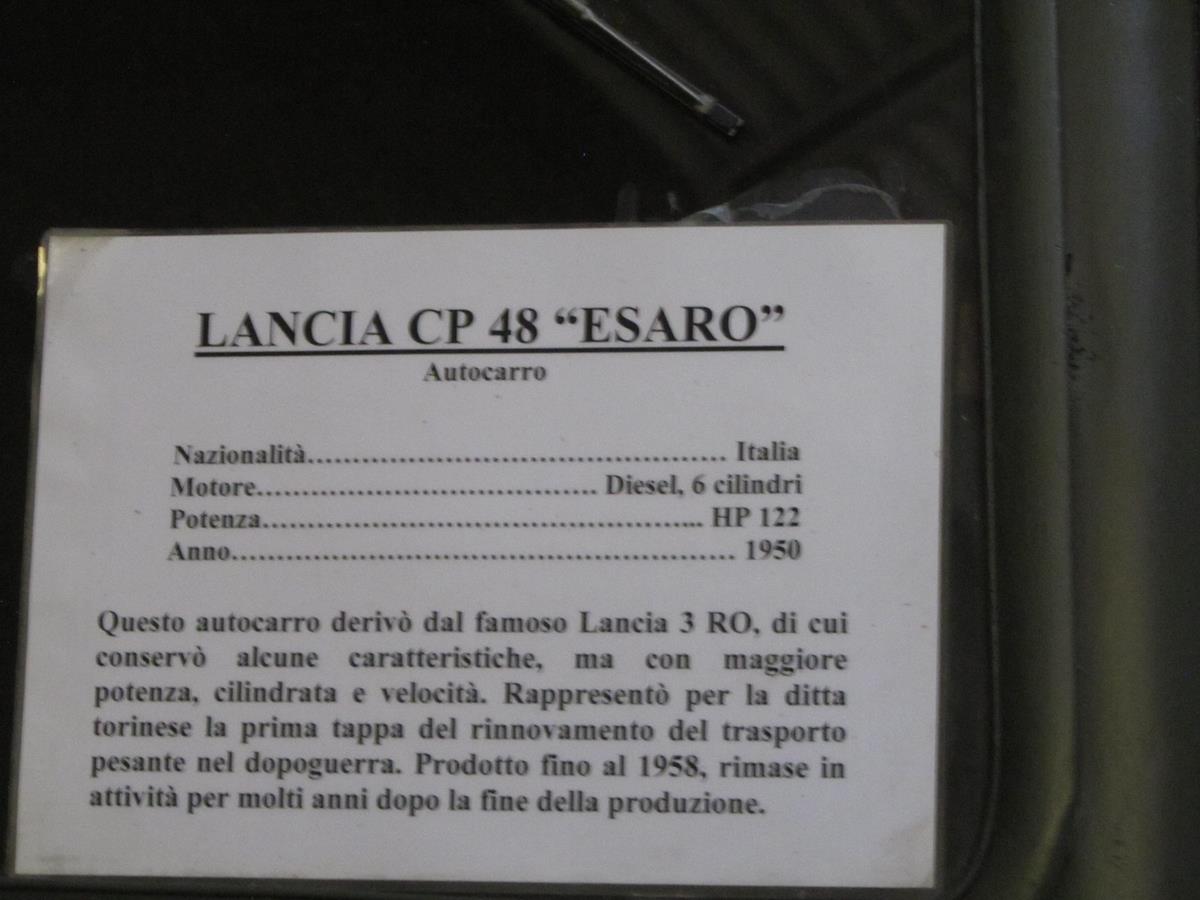 LANCIA CP 48 “ESARO”
Autocarro
Nazionalità…………………………………………… Italia
Motore………………………………… Diesel, 6 cilindri
Potenza…………………………………………... HP 122
Anno………………………………………………… 1950
Questo autocarro derivò dal famoso Lancia 3 RO, di cui
conservò alcune caratteristiche, ma con maggiore
potenza, cilindrata e velocità. Rappresentò per la ditta
torinese la prima tappa del rinnovamento del trasporto
pesante nel dopoguerra. Prodotto fino al 1958, rimase in
attività per molti anni dopo la fine della produzione.